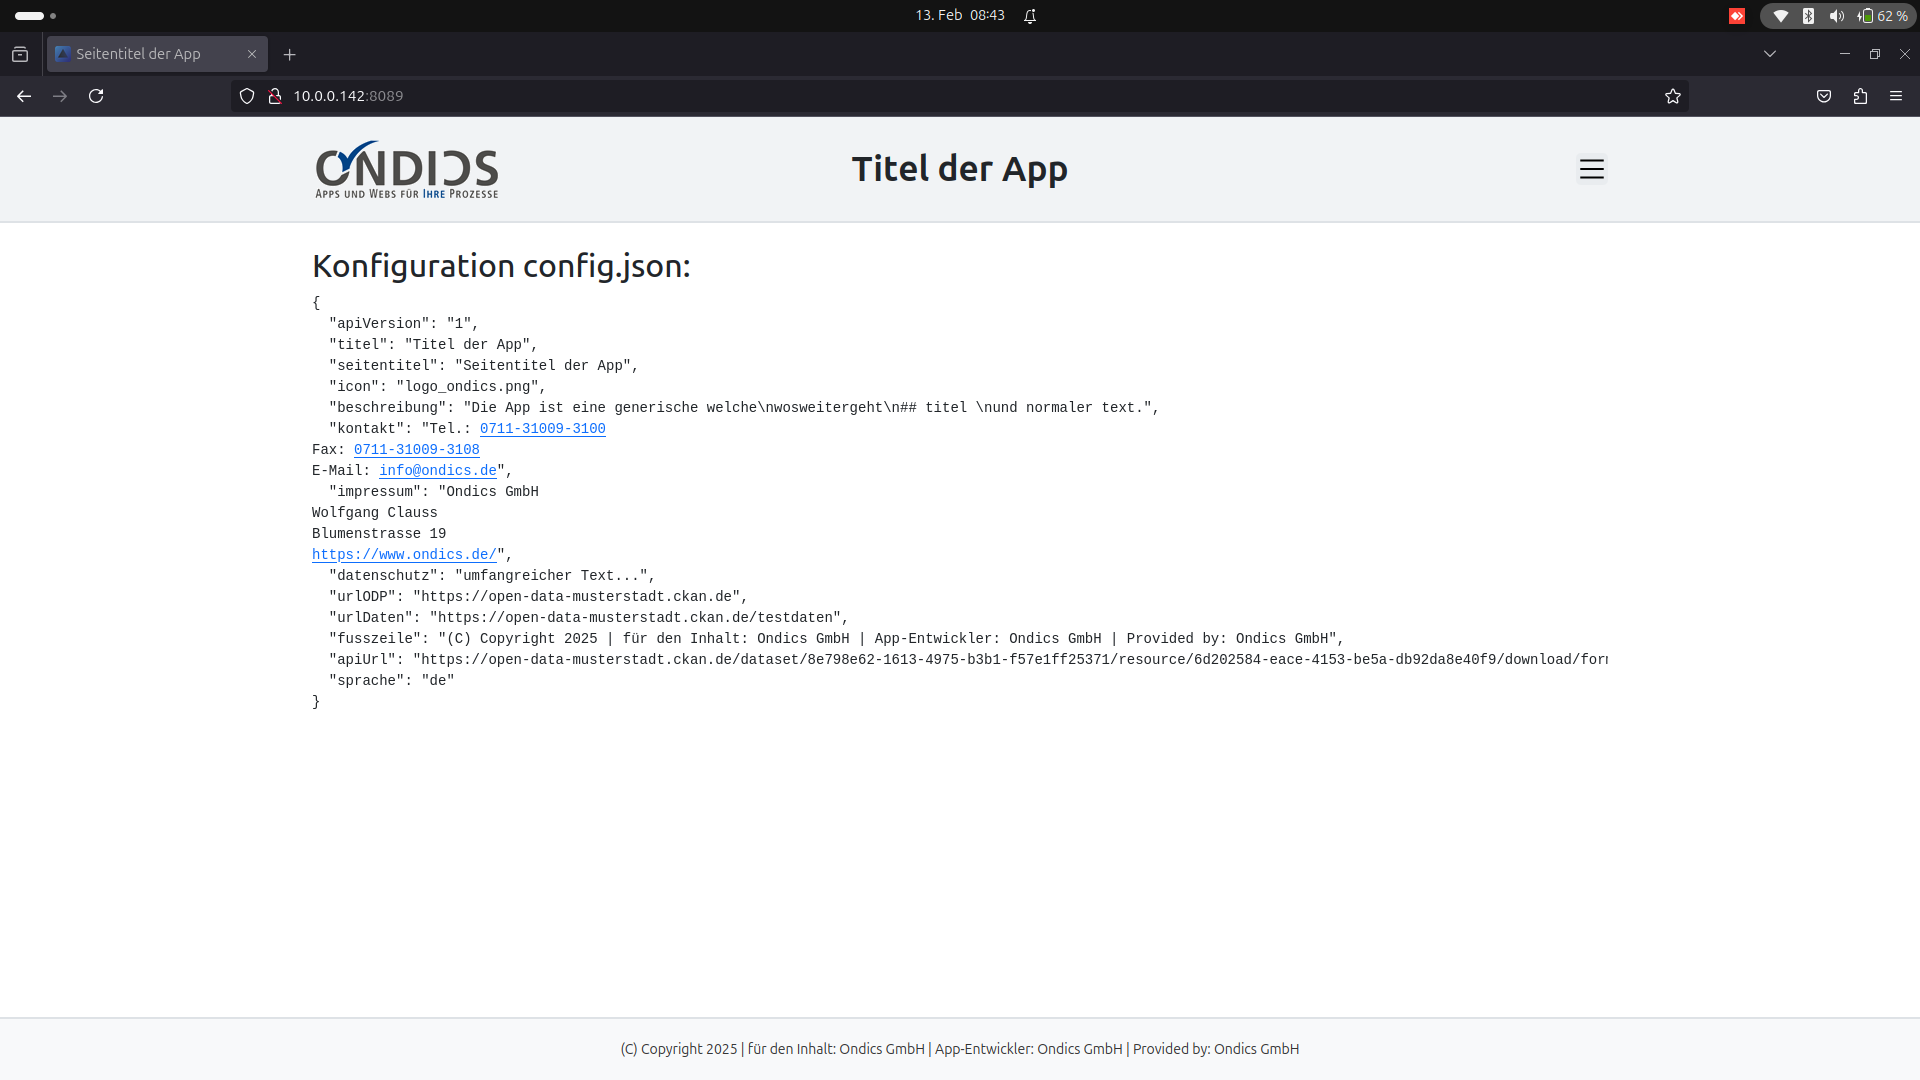 13. Feb 08:43
62 %
Seitentitel der App
10.0.0.142:8089
ONDICS
APPS UND WEBS FÜR IHRE PROZESSE
Titel der App
Konfiguration config.json:
{
"apiVersion": "1",
"titel": "Titel der App",
"seitentitel": "Seitentitel der App",
"icon": "logo_ondics.png",
"beschreibung": "Die App ist eine generische welche\nwosweitergeht\n## titel \nund normaler text.",
"kontakt": "Tel.: 0711-31009-3100
Fax: 0711-31009-3108
E-Mail: info@ondics.de",
"impressum": "Ondics GmbH
Wolfgang Clauss
Blumenstrasse 19
https://www.ondics.de/",
"datenschutz": "umfangreicher Text...",
"urlODP": "https://open-data-musterstadt.ckan.de",
"urlDaten": "https://open-data-musterstadt.ckan.de/testdaten",
"fusszeile": "(C) Copyright 2025 | für den Inhalt: Ondics GmbH | App-Entwickler: Ondics GmbH | Provided by: Ondics GmbH",
"apiUrl": "https://open-data-musterstadt.ckan.de/dataset/8e798e62-1613-4975-b3b1-f57e1ff25371/resource/6d202584-eace-4153-be5a-db92da8e40f9/download/for
"sprache": "de"
}
(C) Copyright 2025 | für den Inhalt: Ondics GmbH | App-Entwickler: Ondics GmbH | Provided by: Ondics GmbH